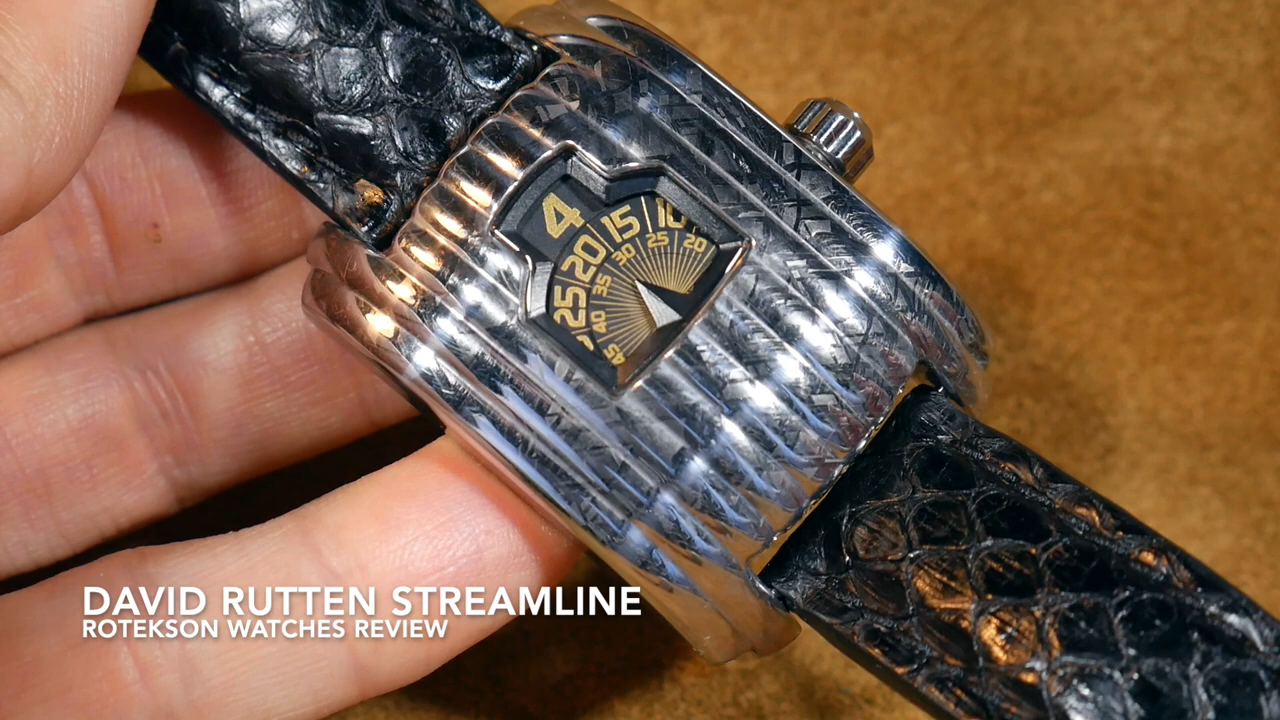 DAVID RUTTEN STREAMLINE
ROTEKSON WATCHES REVIEW
4
25 20 15 10
45 40 35 30 25 20